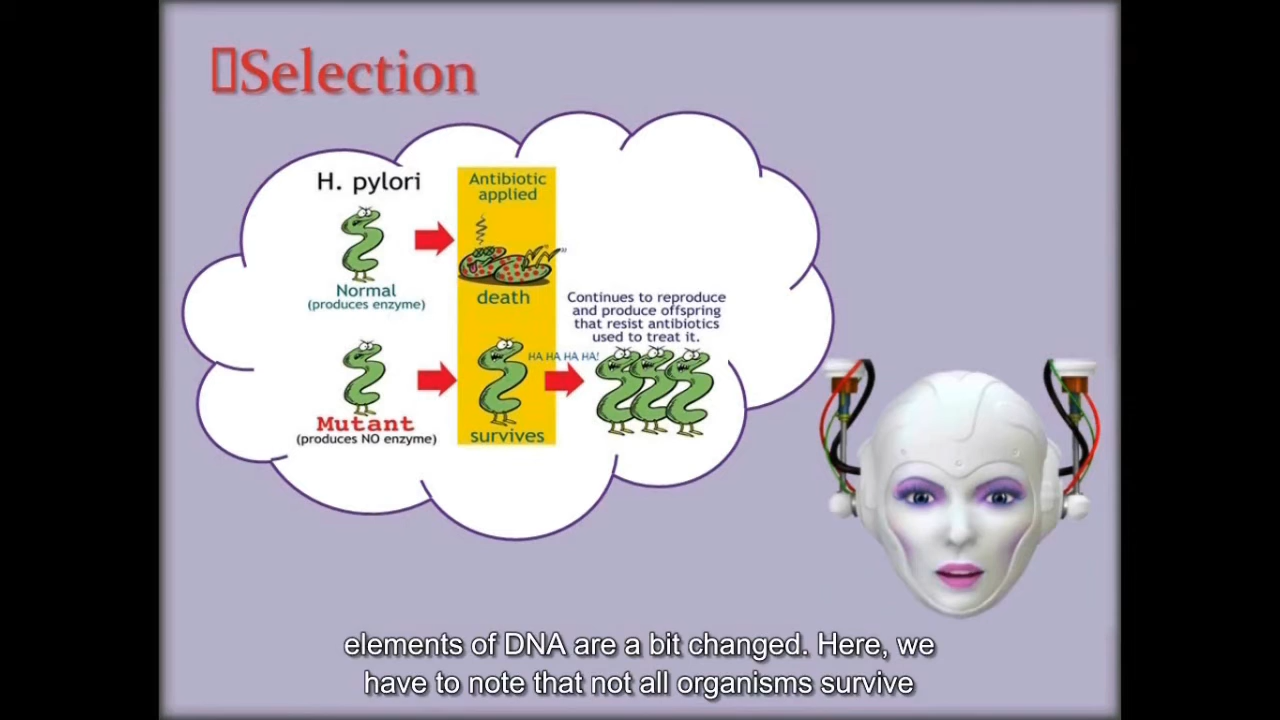 Selection
H. pylori
Antibiotic
applied
Normal
(produces enzyme)
death
Continues to reproduce
and produce offspring
that resist antibiotics
used to treat it.
HA HA HA HA!
Mutant
(produces NO enzyme)
survives
elements of DNA are a bit changed. Here, we
have to note that not all organisms survive